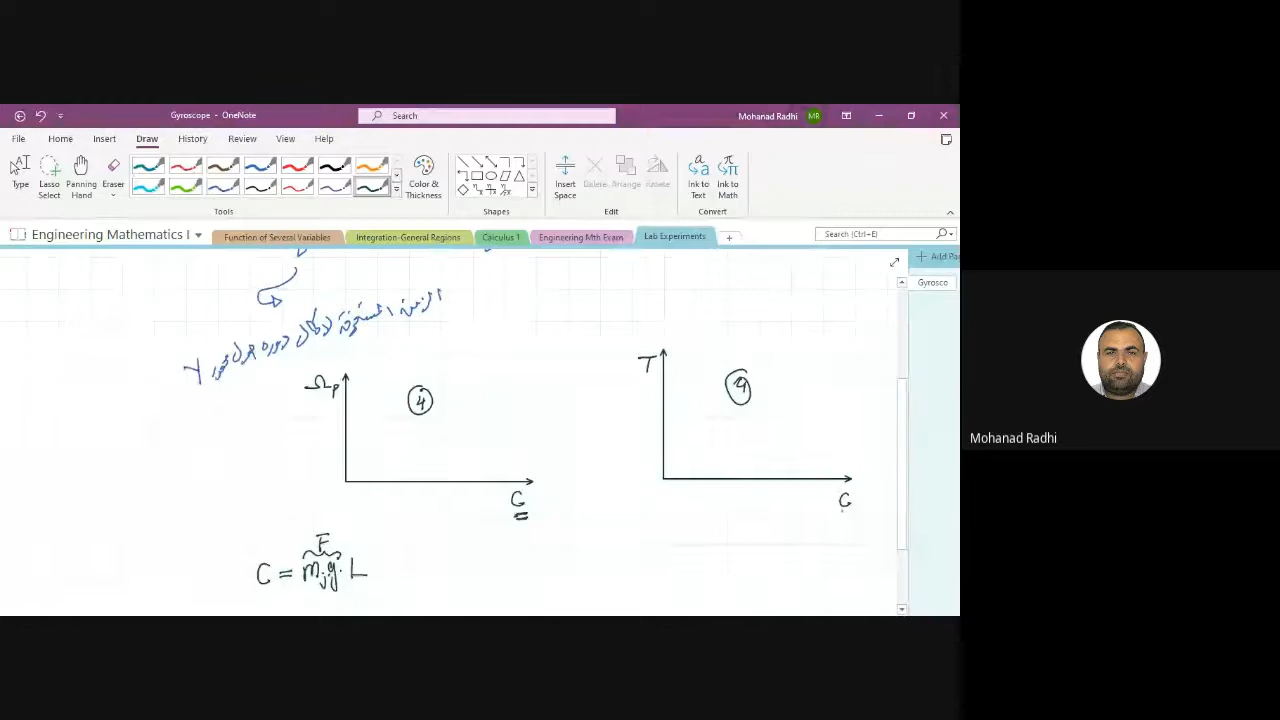 Gyroscope - OneNote
Search
Mohanad Radhi
MR
File Home Insert Draw History Review View Help
Type
Lasso Select
Panning Hand
Eraser
Color & Thickness
Insert Space
Delete
Arrange
Rotate
Ink to Text
Ink to Math
Tools
Shapes
Edit
Convert
Engineering Mathematics I
Function of Several Variables
Integration-General Regions
Calculus 1
Engineering Mth Exam
Lab Experiments
Search (Ctrl+E)
Add Pa
Gyrosco
Ωp
4
C
T
4
C
F
C = m.g. L
Mohanad Radhi